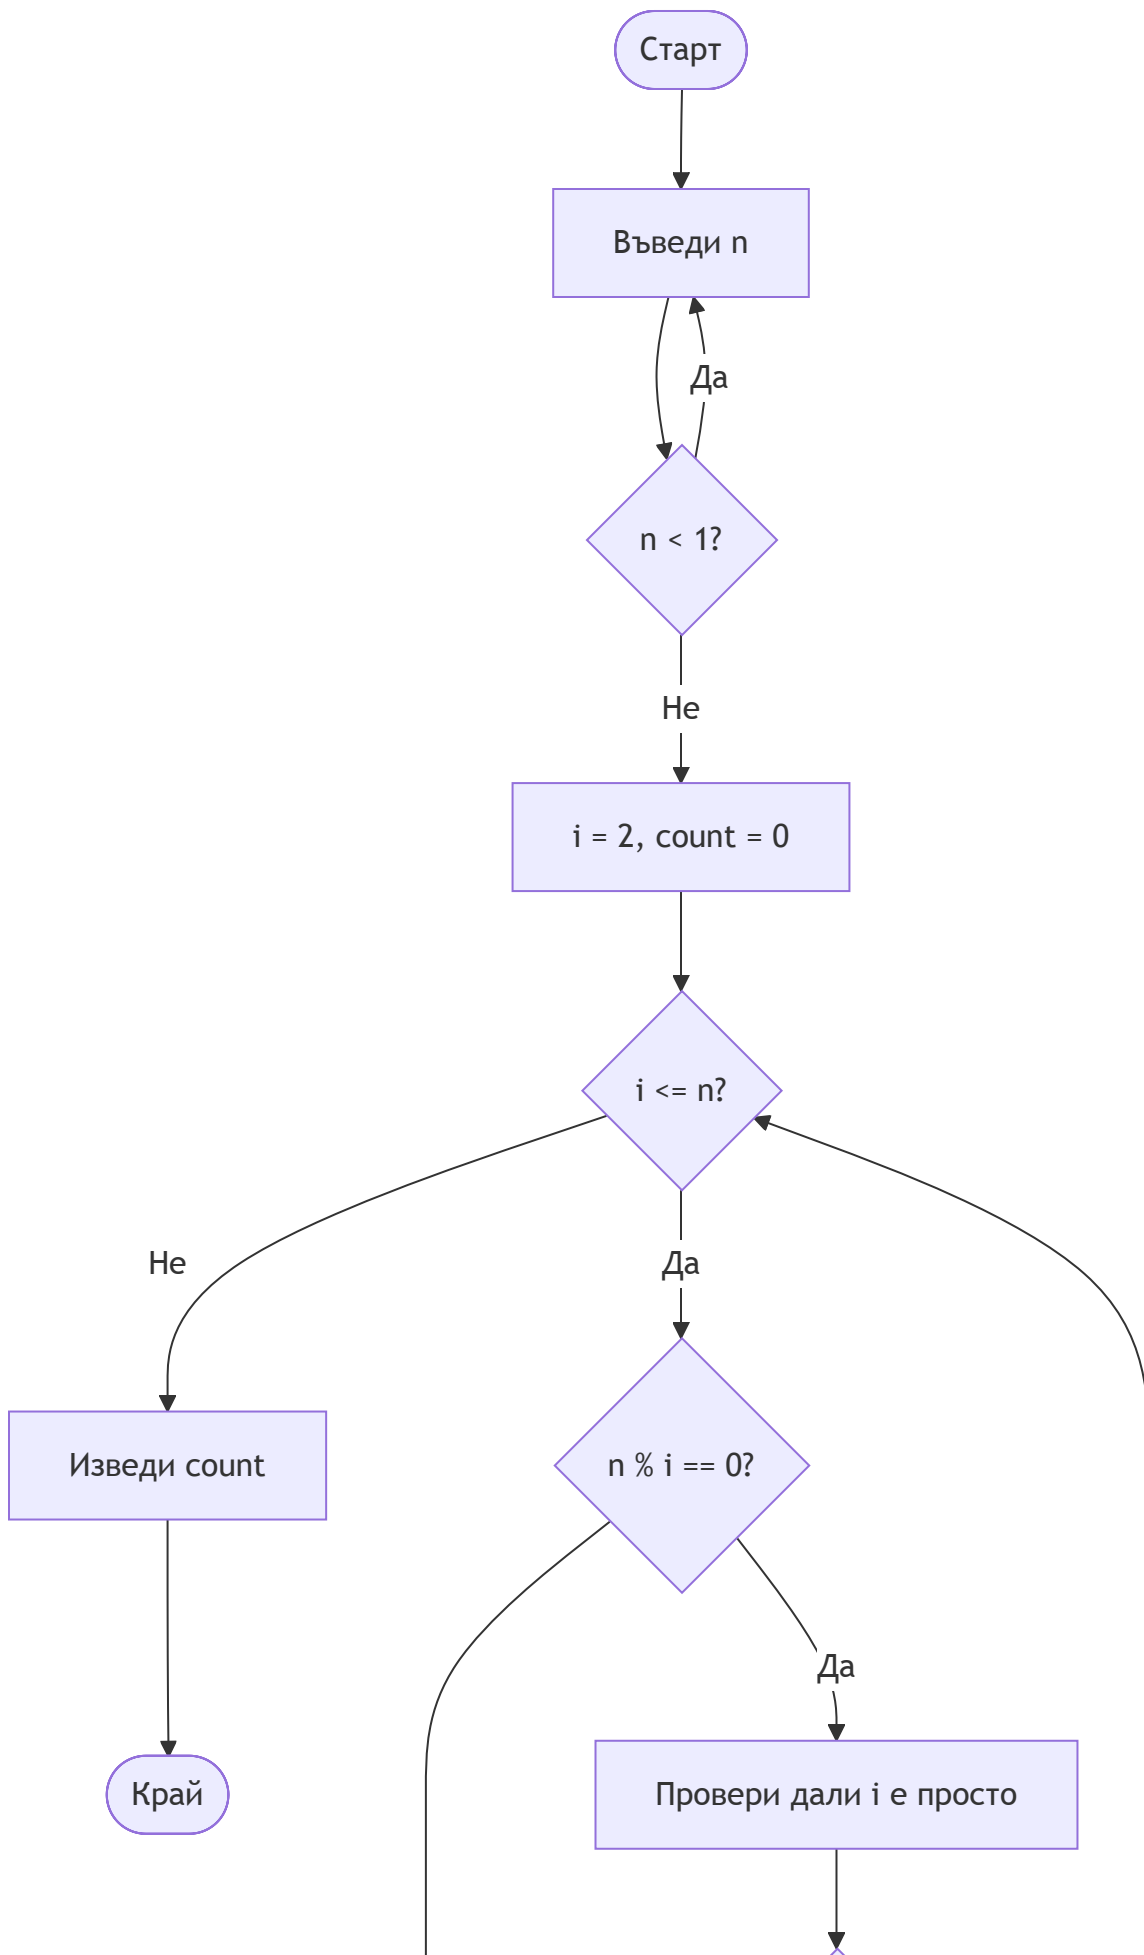 Старт
Въведи n
Да
n < 1?
Не
i = 2, count = 0
i <= n?
Не
Да
Изведи count
n % i == 0?
Да
Край
Провери дали i е просто